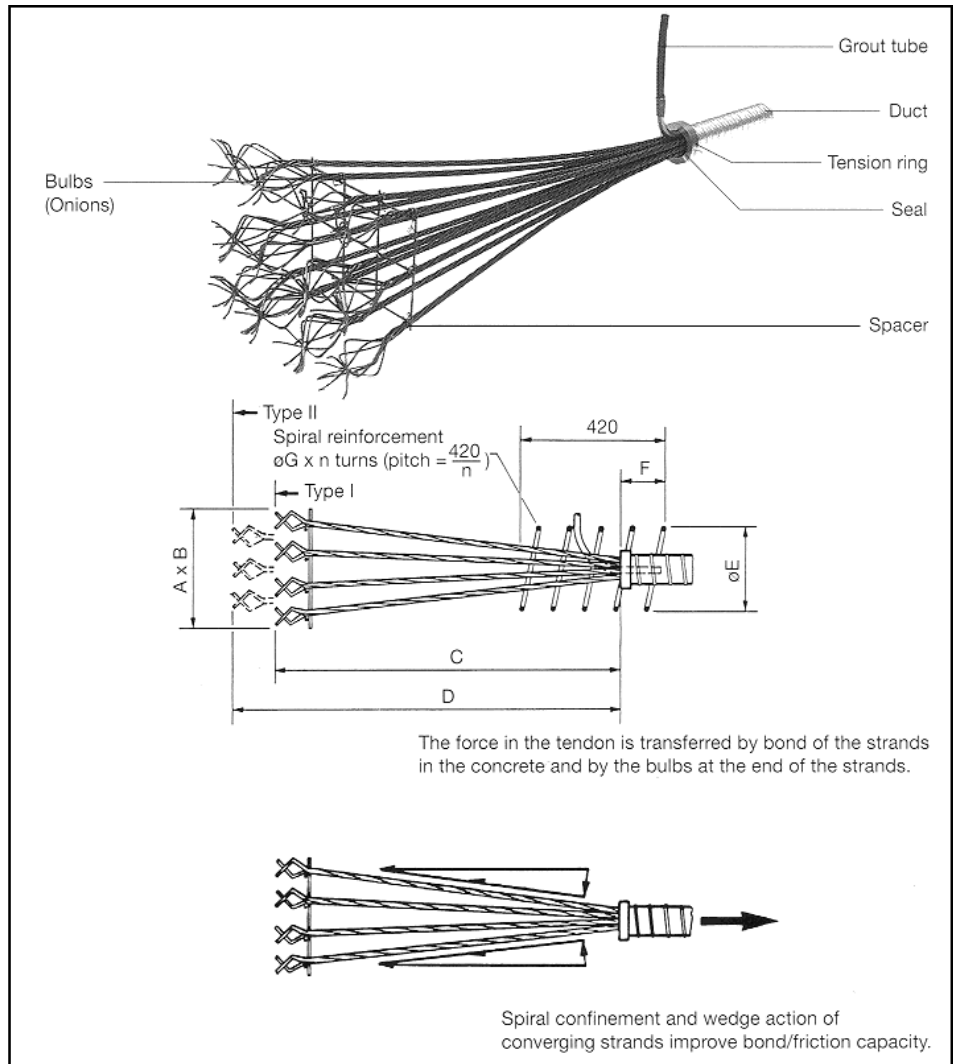 Grout tube
Duct
Tension ring
Seal
Bulbs
(Onions)
Spacer
Type II
Spiral reinforcement
øG x n turns (pitch = 420/n)
Type I
420
F
A x B
øE
C
D
The force in the tendon is transferred by bond of the strands
in the concrete and by the bulbs at the end of the strands.
Spiral confinement and wedge action of
converging strands improve bond/friction capacity.